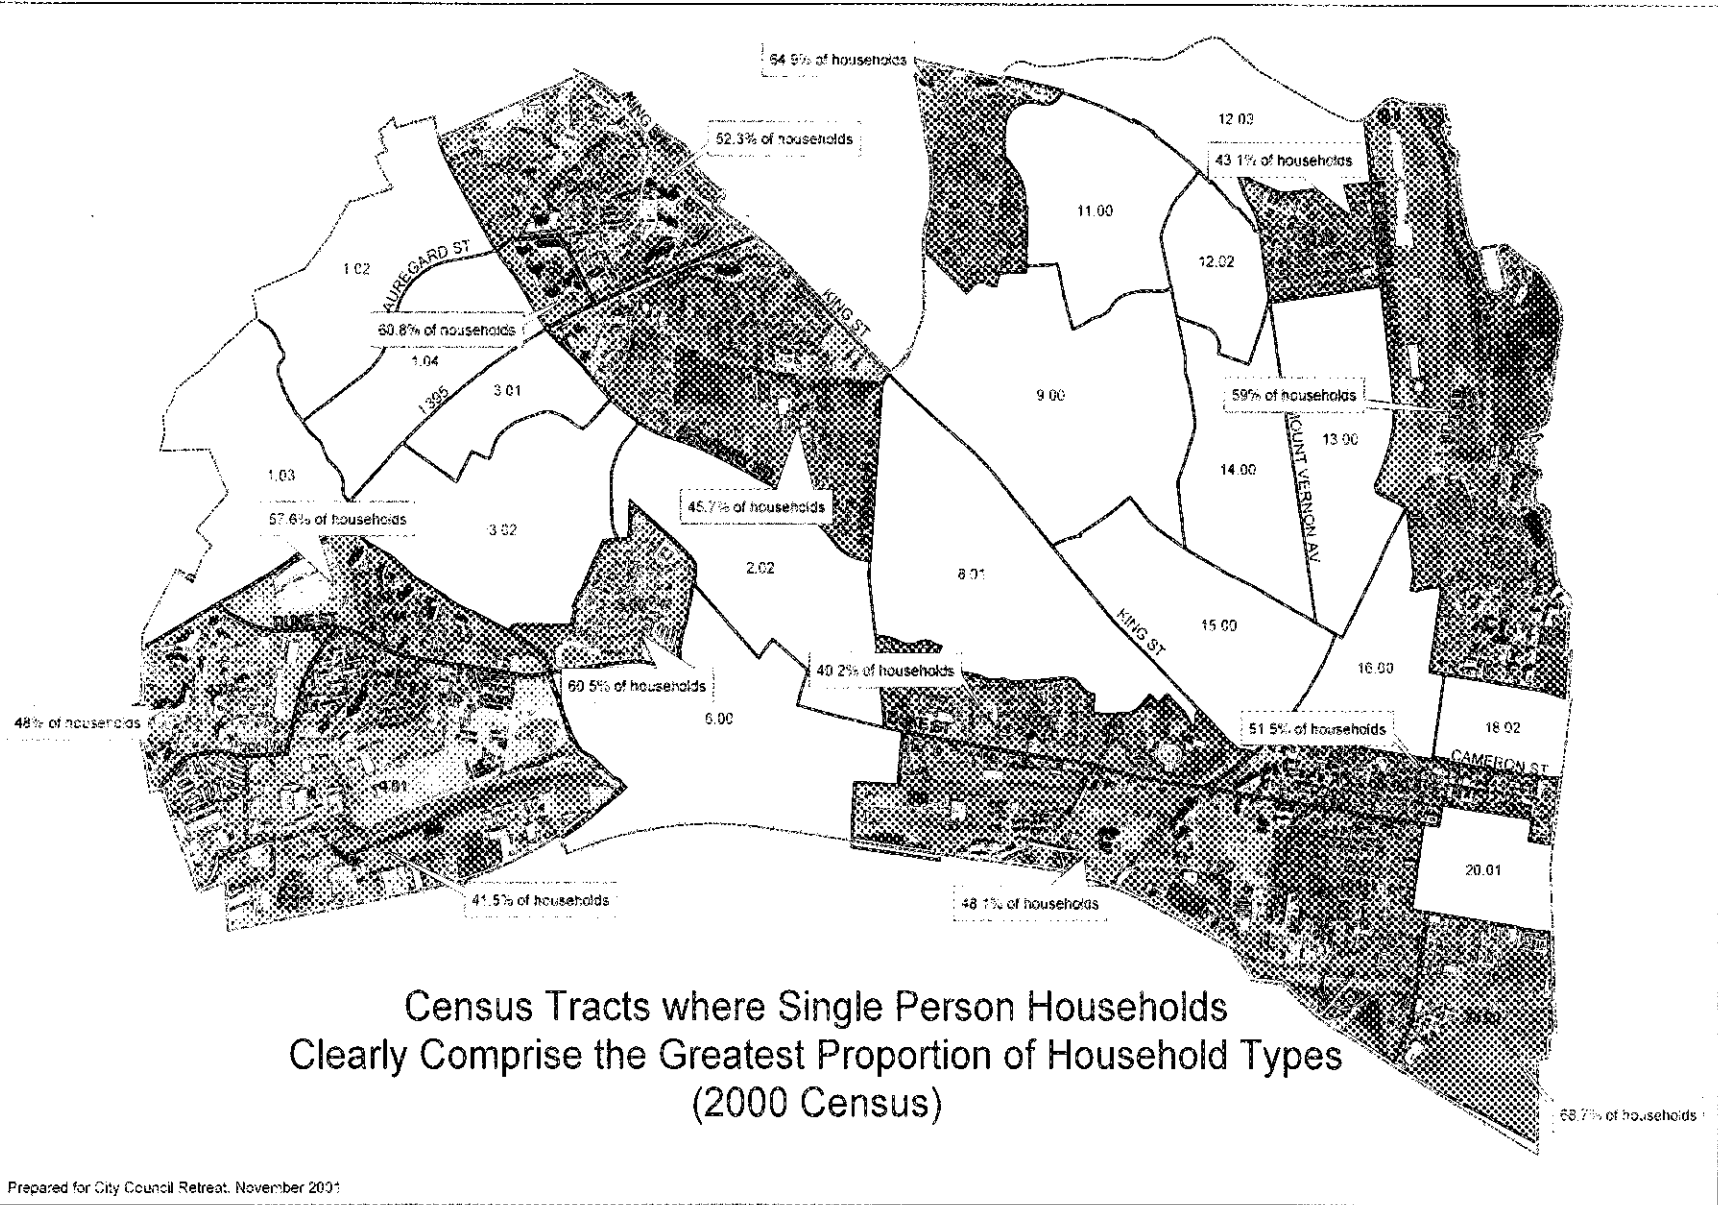 64.9% of households
52.3% of households
12.03
43.1% of households
11.00
12.02
1.02
AUREGARD ST
KING ST
60.8% of households
1.04
3.01
I 395
9.00
59% of households
MOUNT VERNON AV
13.00
14.00
1.03
45.7% of households
57.6% of households
3.02
2.02
8.01
DUKE ST
KING ST
15.00
16.00
40.2% of households
60.5% of households
6.00
48% of households
51.5% of households
18.02
CAMERON ST
4.01
20.01
41.5% of households
48.1% of households
Census Tracts where Single Person Households
Clearly Comprise the Greatest Proportion of Household Types
(2000 Census)
68.7% of households
Prepared for City Council Retreat, November 2001